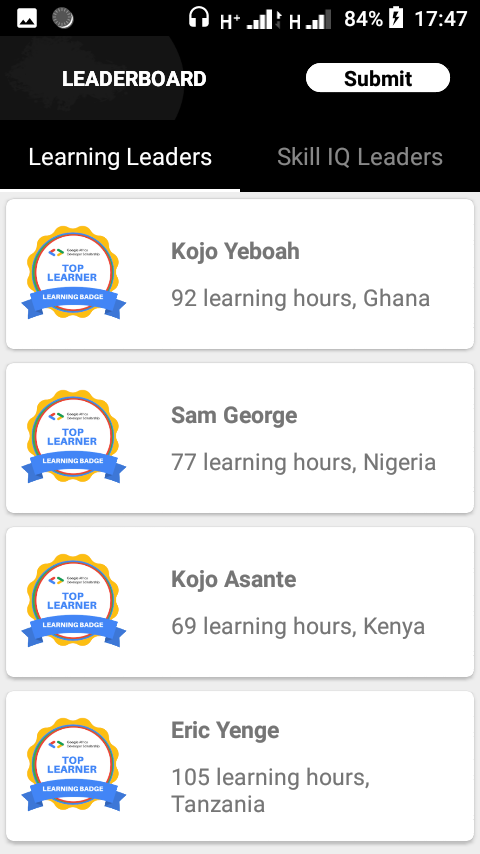 H+ H 84% 17:47
LEADERBOARD Submit
Learning Leaders Skill IQ Leaders
Google Africa
Developer Scholarship
TOP
LEARNER
LEARNING BADGE
Kojo Yeboah
92 learning hours, Ghana
Google Africa
Developer Scholarship
TOP
LEARNER
LEARNING BADGE
Sam George
77 learning hours, Nigeria
Google Africa
Developer Scholarship
TOP
LEARNER
LEARNING BADGE
Kojo Asante
69 learning hours, Kenya
Google Africa
Developer Scholarship
TOP
LEARNER
LEARNING BADGE
Eric Yenge
105 learning hours,
Tanzania